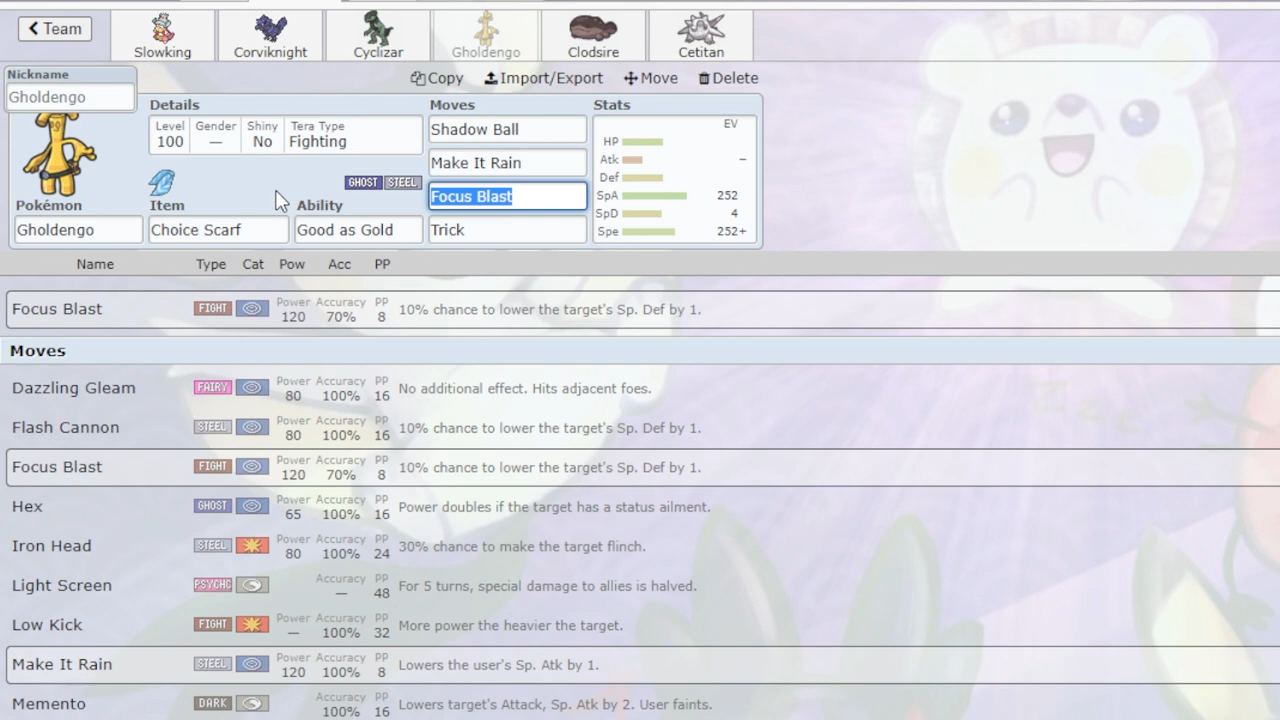 Team
Slowking
Corviknight
Cyclizar
Gholdengo
Clodsire
Cetitan
Nickname
Gholdengo
Copy
Import/Export
Move
Delete
Details
Moves
Stats
Level
100
Gender
—
Shiny
No
Tera Type
Fighting
Shadow Ball
Make It Rain
Focus Blast
Trick
EV
HP
Atk –
Def
SpA 252
SpD 4
Spe 252+
GHOST STEEL
Pokémon
Gholdengo
Item
Choice Scarf
Ability
Good as Gold
Name Type Cat Pow Acc PP
Focus Blast FIGHT Power 120 Accuracy 70% PP 8 10% chance to lower the target's Sp. Def by 1.
Moves
Dazzling Gleam FAIRY Power 80 Accuracy 100% PP 16 No additional effect. Hits adjacent foes.
Flash Cannon STEEL Power 80 Accuracy 100% PP 16 10% chance to lower the target's Sp. Def by 1.
Focus Blast FIGHT Power 120 Accuracy 70% PP 8 10% chance to lower the target's Sp. Def by 1.
Hex GHOST Power 65 Accuracy 100% PP 16 Power doubles if the target has a status ailment.
Iron Head STEEL Power 80 Accuracy 100% PP 24 30% chance to make the target flinch.
Light Screen PSYCHC Accuracy — PP 48 For 5 turns, special damage to allies is halved.
Low Kick FIGHT Power — Accuracy 100% PP 32 More power the heavier the target.
Make It Rain STEEL Power 120 Accuracy 100% PP 8 Lowers the user's Sp. Atk by 1.
Memento DARK Accuracy 100% PP 16 Lowers target's Attack, Sp. Atk by 2. User faints.